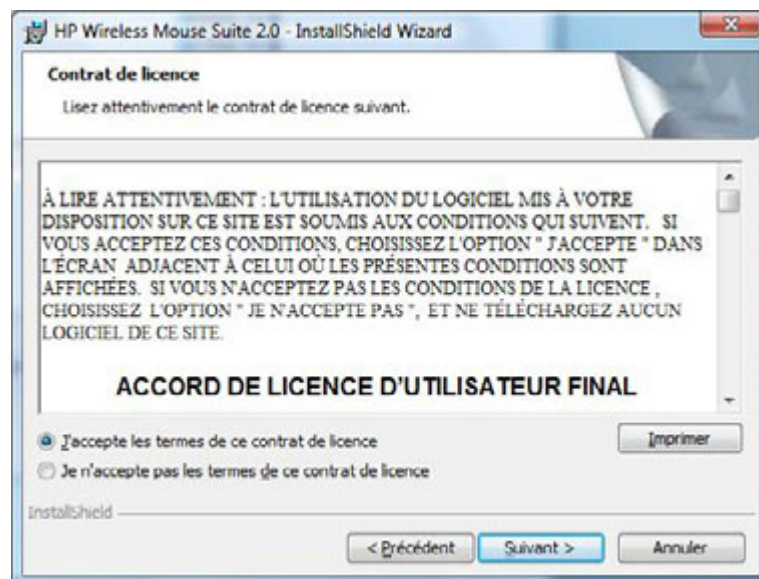 HP Wireless Mouse Suite 2.0 - InstallShield Wizard
Contrat de licence
Lisez attentivement le contrat de licence suivant.
À LIRE ATTENTIVEMENT : L'UTILISATION DU LOGICIEL MIS À VOTRE
DISPOSITION SUR CE SITE EST SOUMIS AUX CONDITIONS QUI SUIVENT. SI
VOUS ACCEPTEZ CES CONDITIONS, CHOISISSEZ L'OPTION " J'ACCEPTE " DANS
L'ÉCRAN ADJACENT À CELUI OÙ LES PRÉSENTES CONDITIONS SONT
AFFICHÉES. SI VOUS N'ACCEPTEZ PAS LES CONDITIONS DE LA LICENCE ,
CHOISISSEZ L'OPTION " JE N'ACCEPTE PAS ", ET NE TÉLÉCHARGEZ AUCUN
LOGICIEL DE CE SITE.
ACCORD DE LICENCE D'UTILISATEUR FINAL
J'accepte les termes de ce contrat de licence
Imprimer
Je n'accepte pas les termes de ce contrat de licence
InstallShield
< Précédent
Suivant >
Annuler